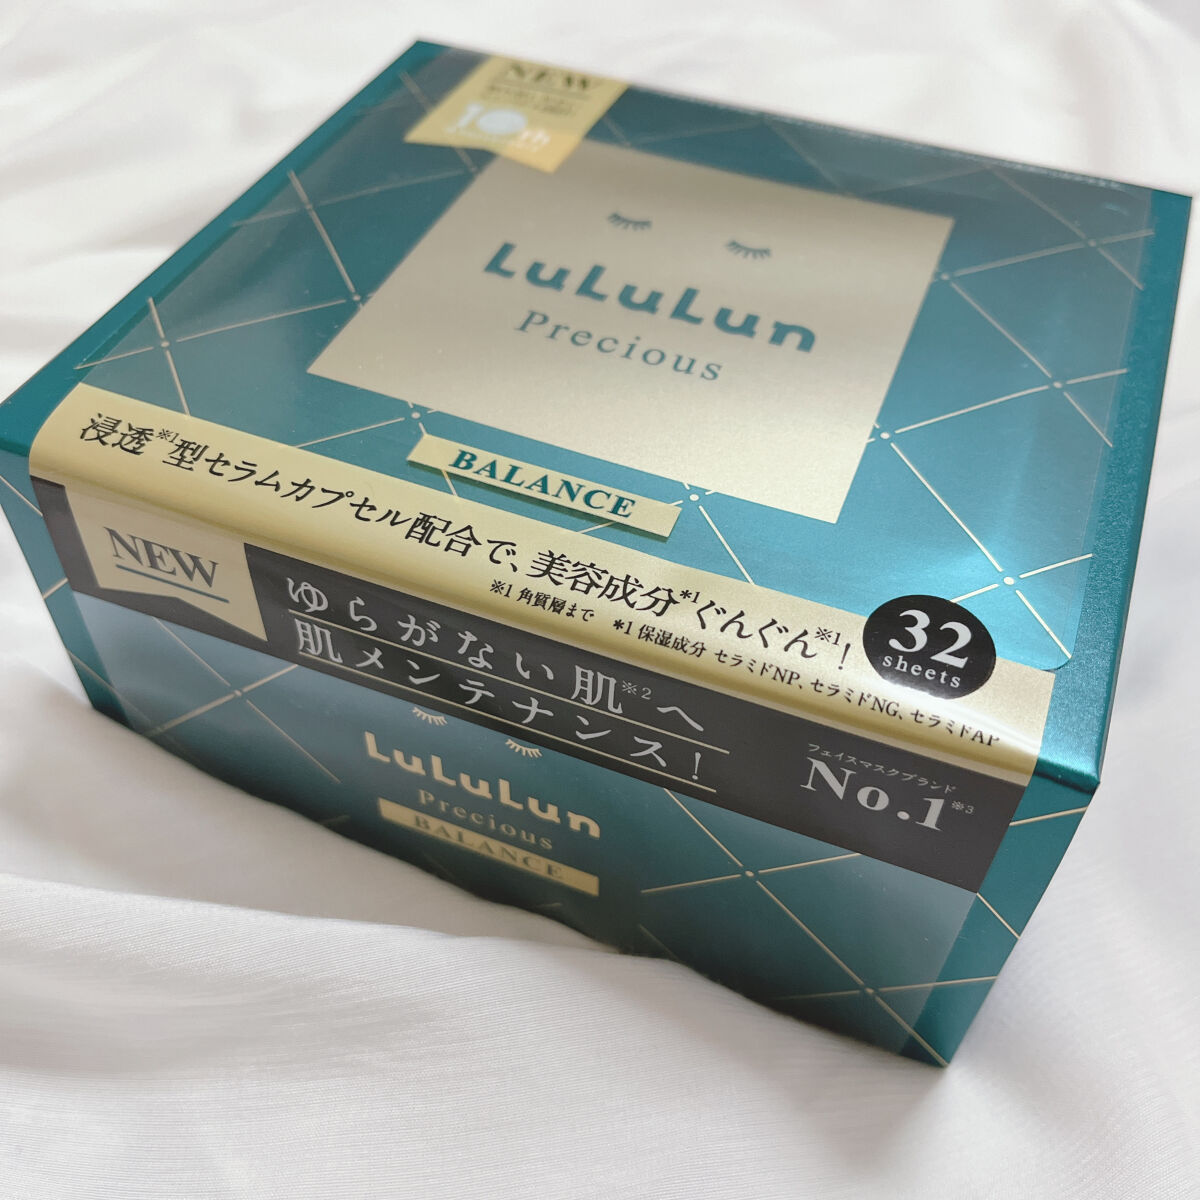 NEW
10th
LuLuLun
Precious
BALANCE
浸透※1型セラムカプセル配合で、美容成分*1ぐんぐん※1!
※1 角質層まで *1 保湿成分 セラミドNP、セラミドNG、セラミドAP
32
sheets
NEW
ゆらがない肌※2へ
肌メンテナンス!
フェイスマスクブランド
No.1※3
LuLuLun
Precious
BALANCE